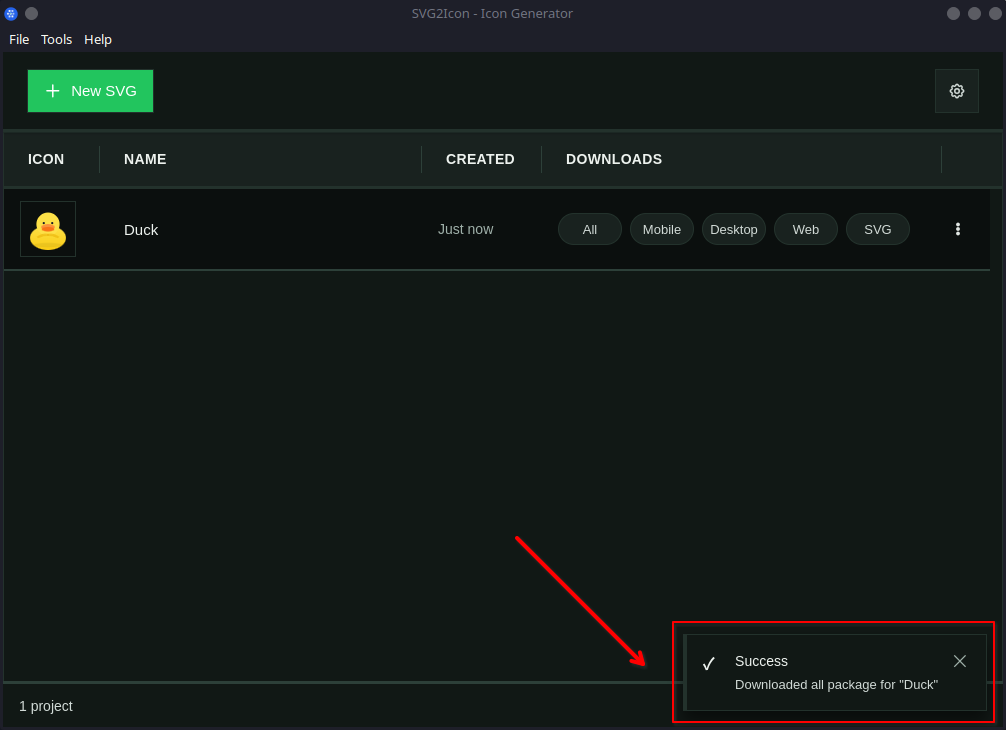 SVG2Icon - Icon Generator
File Tools Help
New SVG
ICON NAME CREATED DOWNLOADS
Duck Just now All Mobile Desktop Web SVG
Success
Downloaded all package for "Duck"
1 project